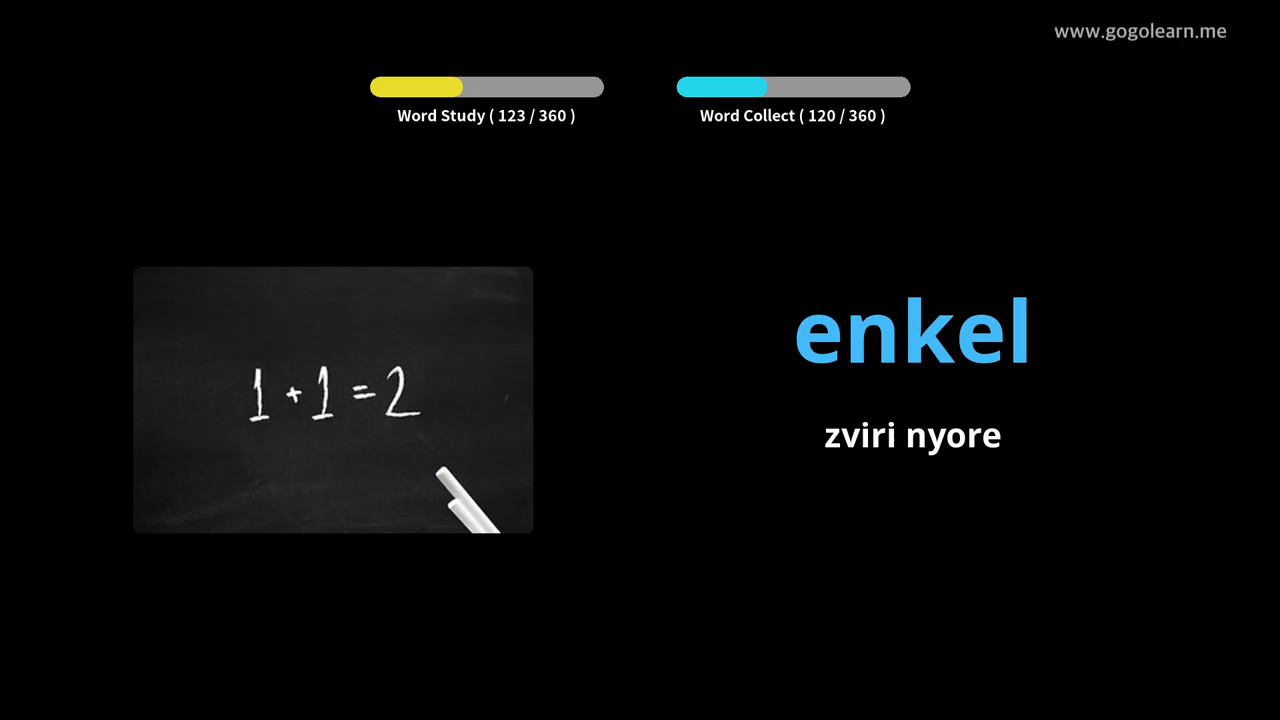 www.gogolearn.me
Word Study ( 123 / 360 )
Word Collect ( 120 / 360 )
1 + 1 = 2
enkel
zviri nyore